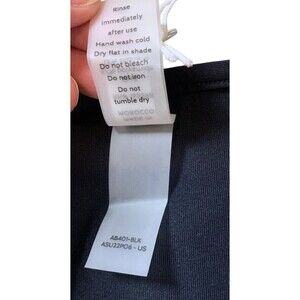 Rinse
immediately
after use
Hand wash cold
Dry flat in shade
Do not bleach
Do not iron
Do not
tumble dry
MOROCCO
AB401-BLK
ASU22P06 - US